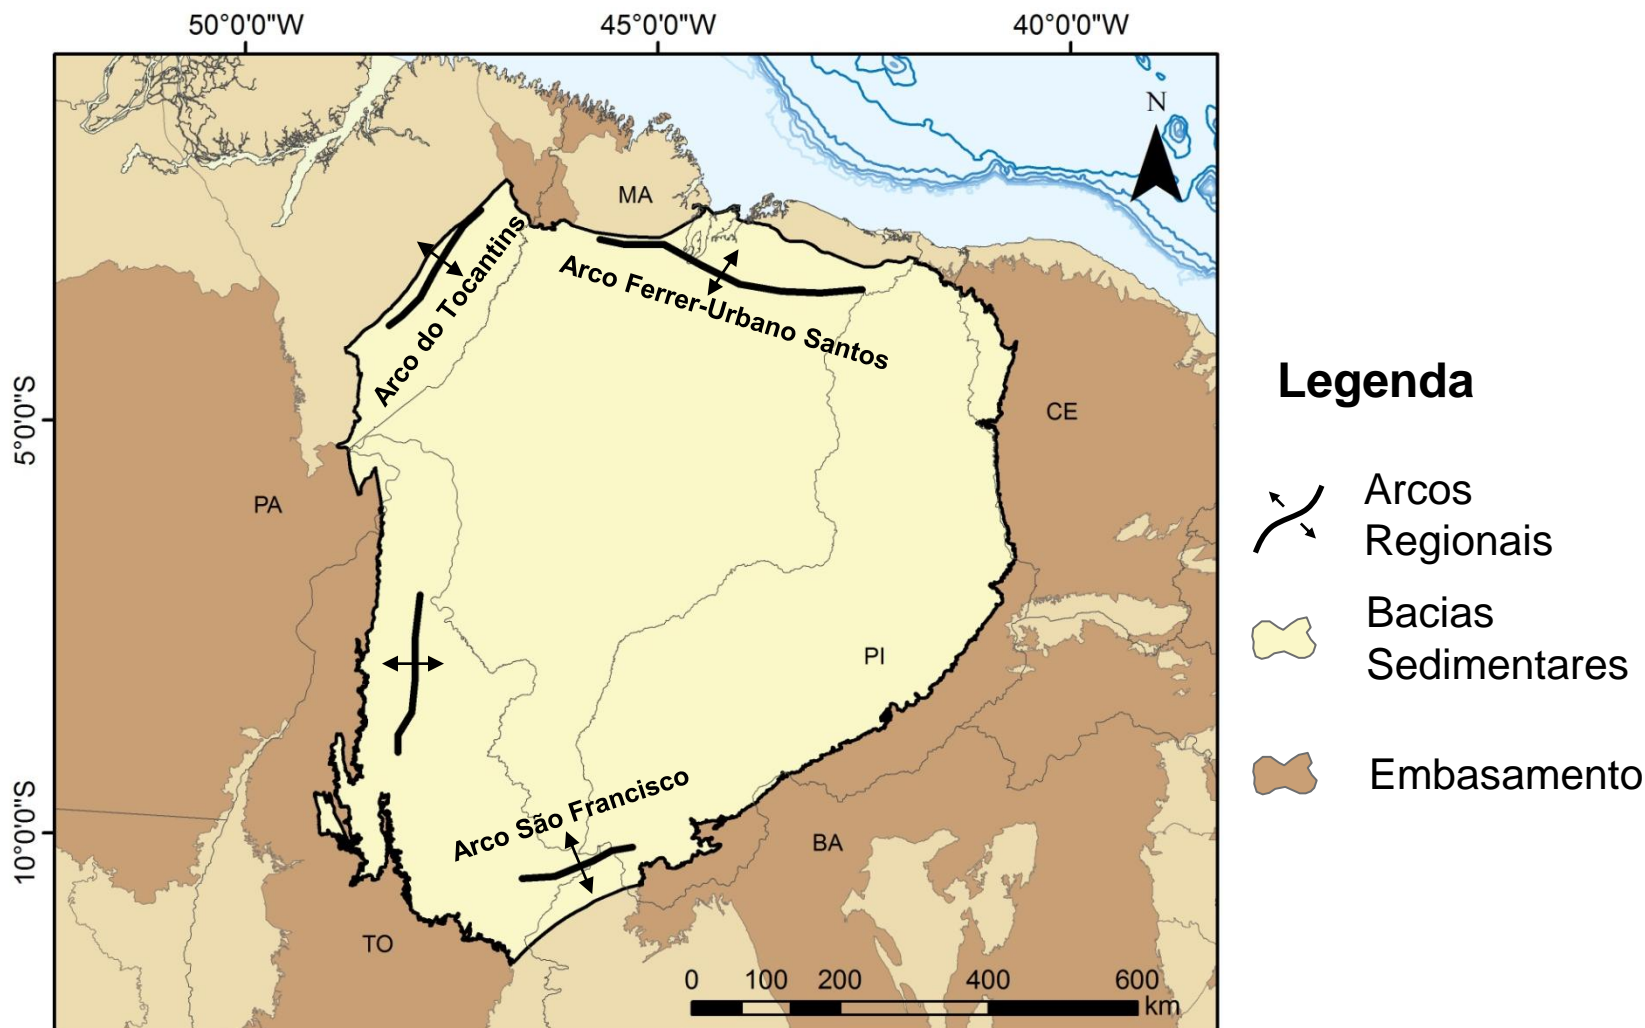 50°0'0"W 45°0'0"W 40°0'0"W
N
MA
Arco do Tocantins
Arco Ferrer-Urbano Santos
5°0'0"S
CE
PA
PI
Arco São Francisco
10°0'0"S
BA
TO
0 100 200 400 600
km
Legenda
Arcos
Regionais
Bacias
Sedimentares
Embasamento